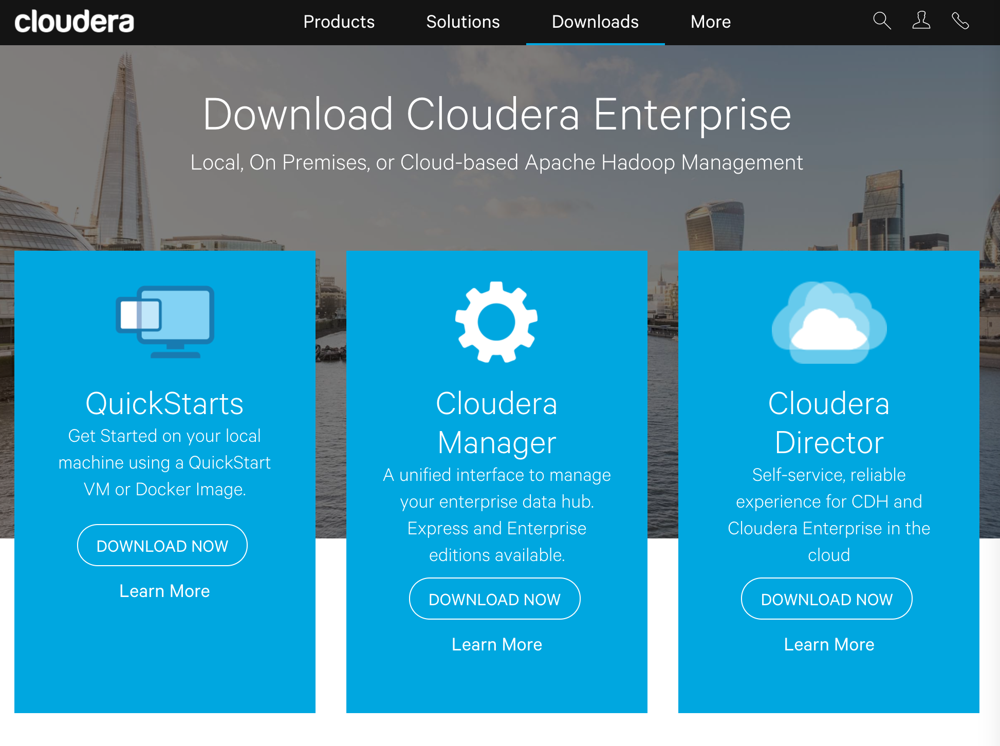 cloudera
Products
Solutions
Downloads
More
Download Cloudera Enterprise
Local, On Premises, or Cloud-based Apache Hadoop Management
QuickStarts
Get Started on your local
machine using a QuickStart
VM or Docker Image.
DOWNLOAD NOW
Learn More
Cloudera
Manager
A unified interface to manage
your enterprise data hub.
Express and Enterprise
editions available.
DOWNLOAD NOW
Learn More
Cloudera
Director
Self-service, reliable
experience for CDH and
Cloudera Enterprise in the
cloud
DOWNLOAD NOW
Learn More